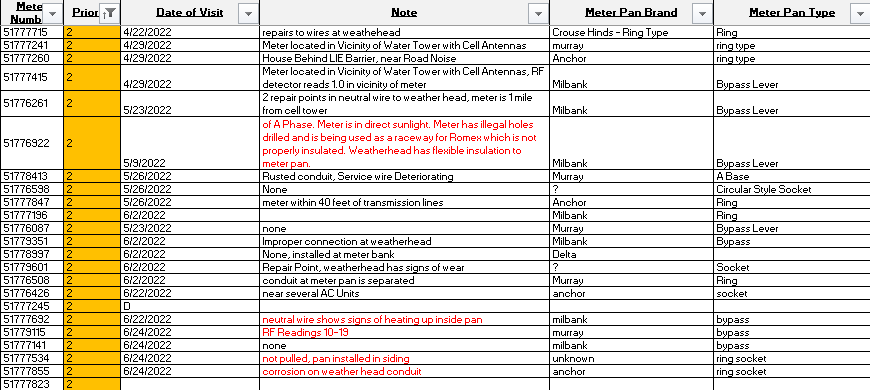 Meter Numb Prior Date of Visit Note Meter Pan Brand Meter Pan Type
51777715 2 4/22/2022 repairs to wires at weathehead Crouse Hinds - Ring Type Ring
51777241 2 4/29/2022 Meter located in Vicinity of Water Tower with Cell Antennas murray ring type
51777260 2 4/29/2022 House Behind LIE Barrier, near Road Noise Anchor ring type
51777415 2 4/29/2022 Meter located in Vicinity of Water Tower with Cell Antennas, RF
detector reads 1.0 in vicinity of meter Milbank Bypass Lever
51776261 2 5/23/2022 2 repair points in neutral wire to weather head, meter is 1 mile
from cell tower Milbank Bypass Lever
51776922 2 5/9/2022 of A Phase. Meter is in direct sunlight. Meter has illegal holes
drilled and is being used as a raceway for Romex which is not
properly insulated. Weatherhead has flexible insulation to
meter pan. Milbank Bypass Lever
51778413 2 5/26/2022 Rusted conduit, Service wire Deteriorating Murray A Base
51776598 2 5/26/2022 None ? Circular Style Socket
51777847 2 5/26/2022 meter within 40 feet of transmission lines Anchor Ring
51777196 2 6/2/2022 Milbank Ring
51776087 2 5/23/2022 none Murray Bypass Lever
51779351 2 6/2/2022 Improper connection at weatherhead Milbank Bypass
51778997 2 6/2/2022 None, installed at meter bank Delta
51779601 2 6/2/2022 Repair Point, weatherhead has signs of wear ? Socket
51776508 2 6/2/2022 conduit at meter pan is separated Murray Ring
51776426 2 6/22/2022 near several AC Units anchor socket
51777245 2 D
51777692 2 6/22/2022 neutral wire shows signs of heating up inside pan milbank bypass
51779115 2 6/24/2022 RF Readings 10-19 murray bypass
51777141 2 6/24/2022 none milbank bypass
51777534 2 6/24/2022 not pulled, pan installed in siding unknown ring socket
51777855 2 6/24/2022 corrosion on weather head conduit anchor ring socket
51777823 2